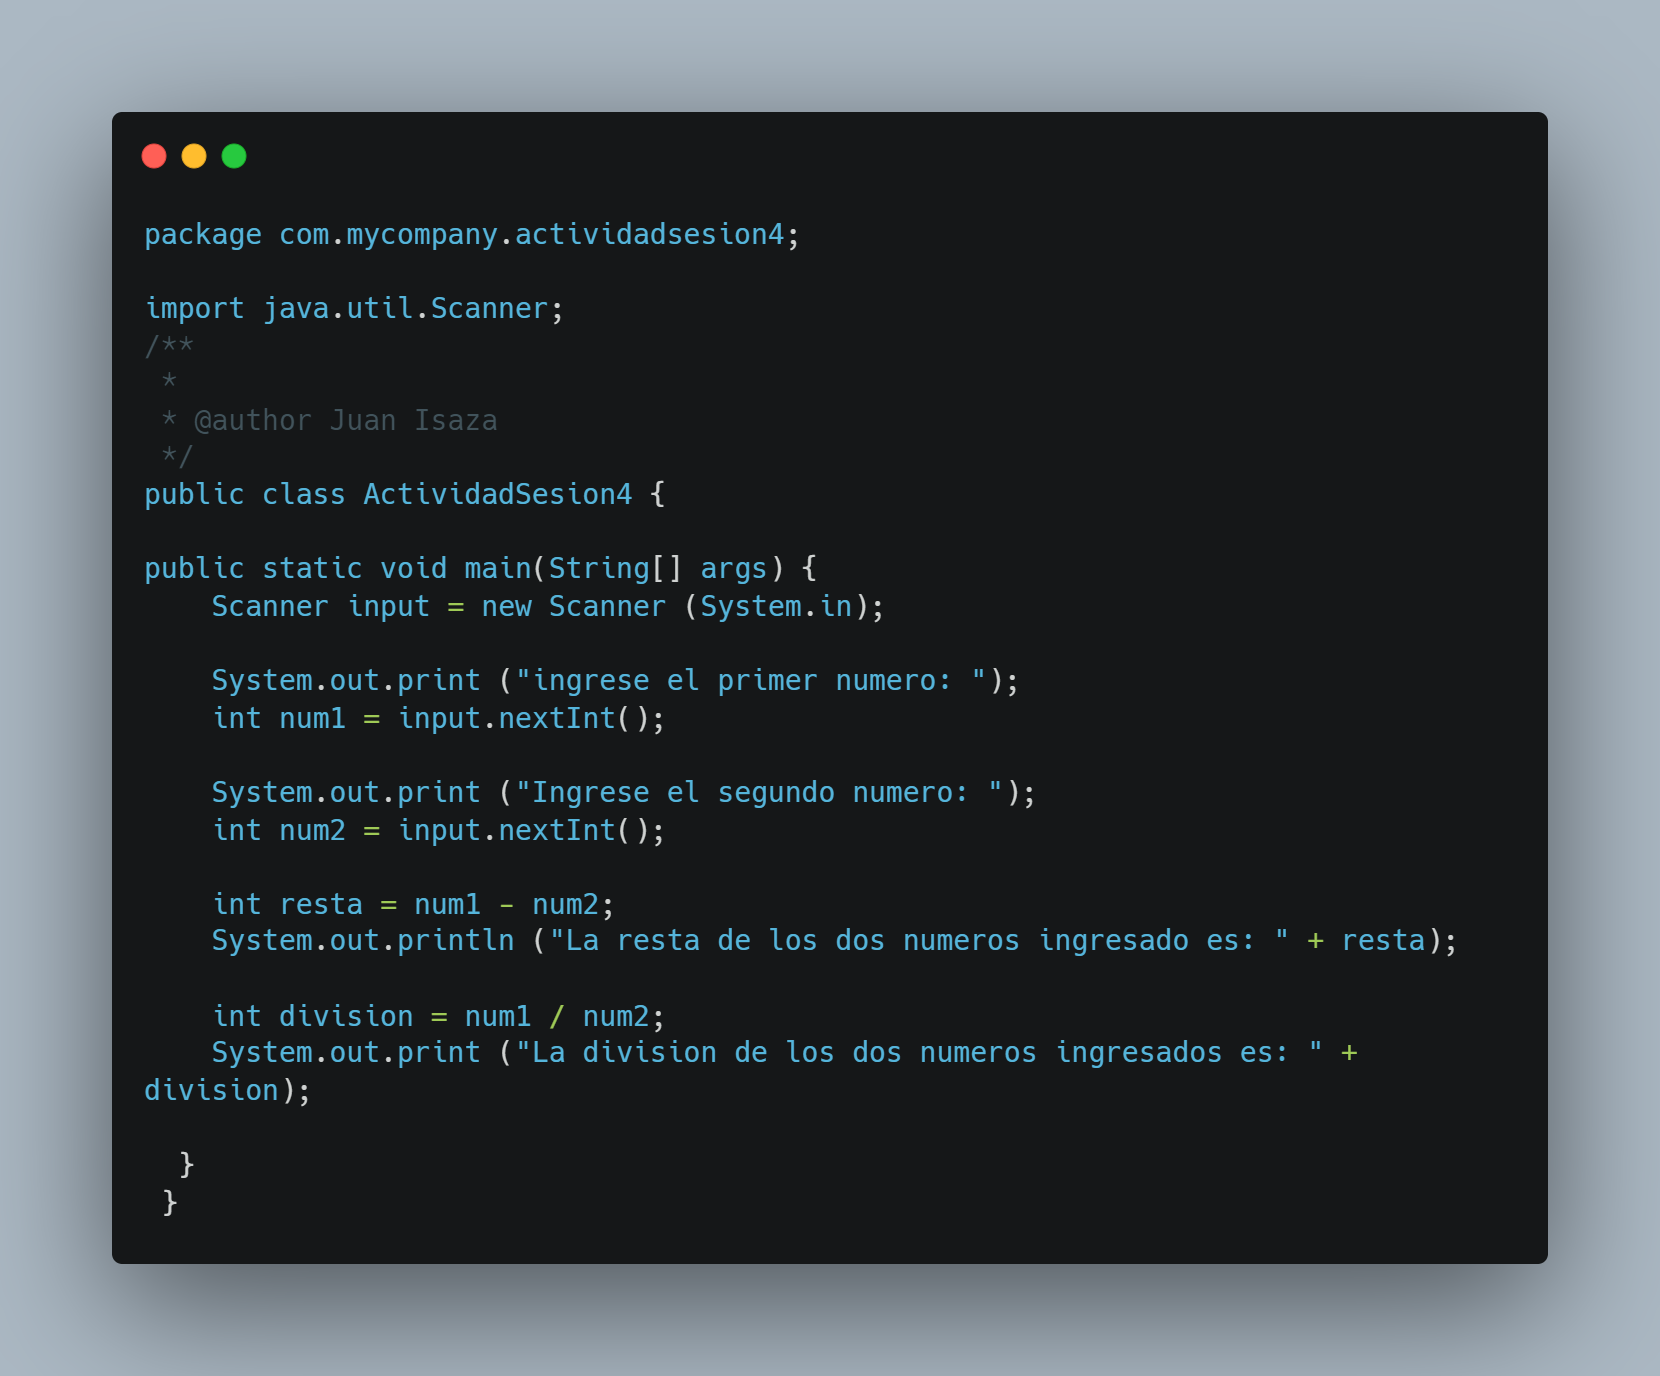 package com.mycompany.actividadsesion4;
import java.util.Scanner;
/**
 *
 * @author Juan Isaza
 */
public class ActividadSesion4 {
public static void main(String[] args) {
    Scanner input = new Scanner (System.in);
    System.out.print ("ingrese el primer numero: ");
    int num1 = input.nextInt();
    System.out.print ("Ingrese el segundo numero: ");
    int num2 = input.nextInt();
    int resta = num1 - num2;
    System.out.println ("La resta de los dos numeros ingresado es: " + resta);
    int division = num1 / num2;
    System.out.print ("La division de los dos numeros ingresados es: " +
division);
  }
 }